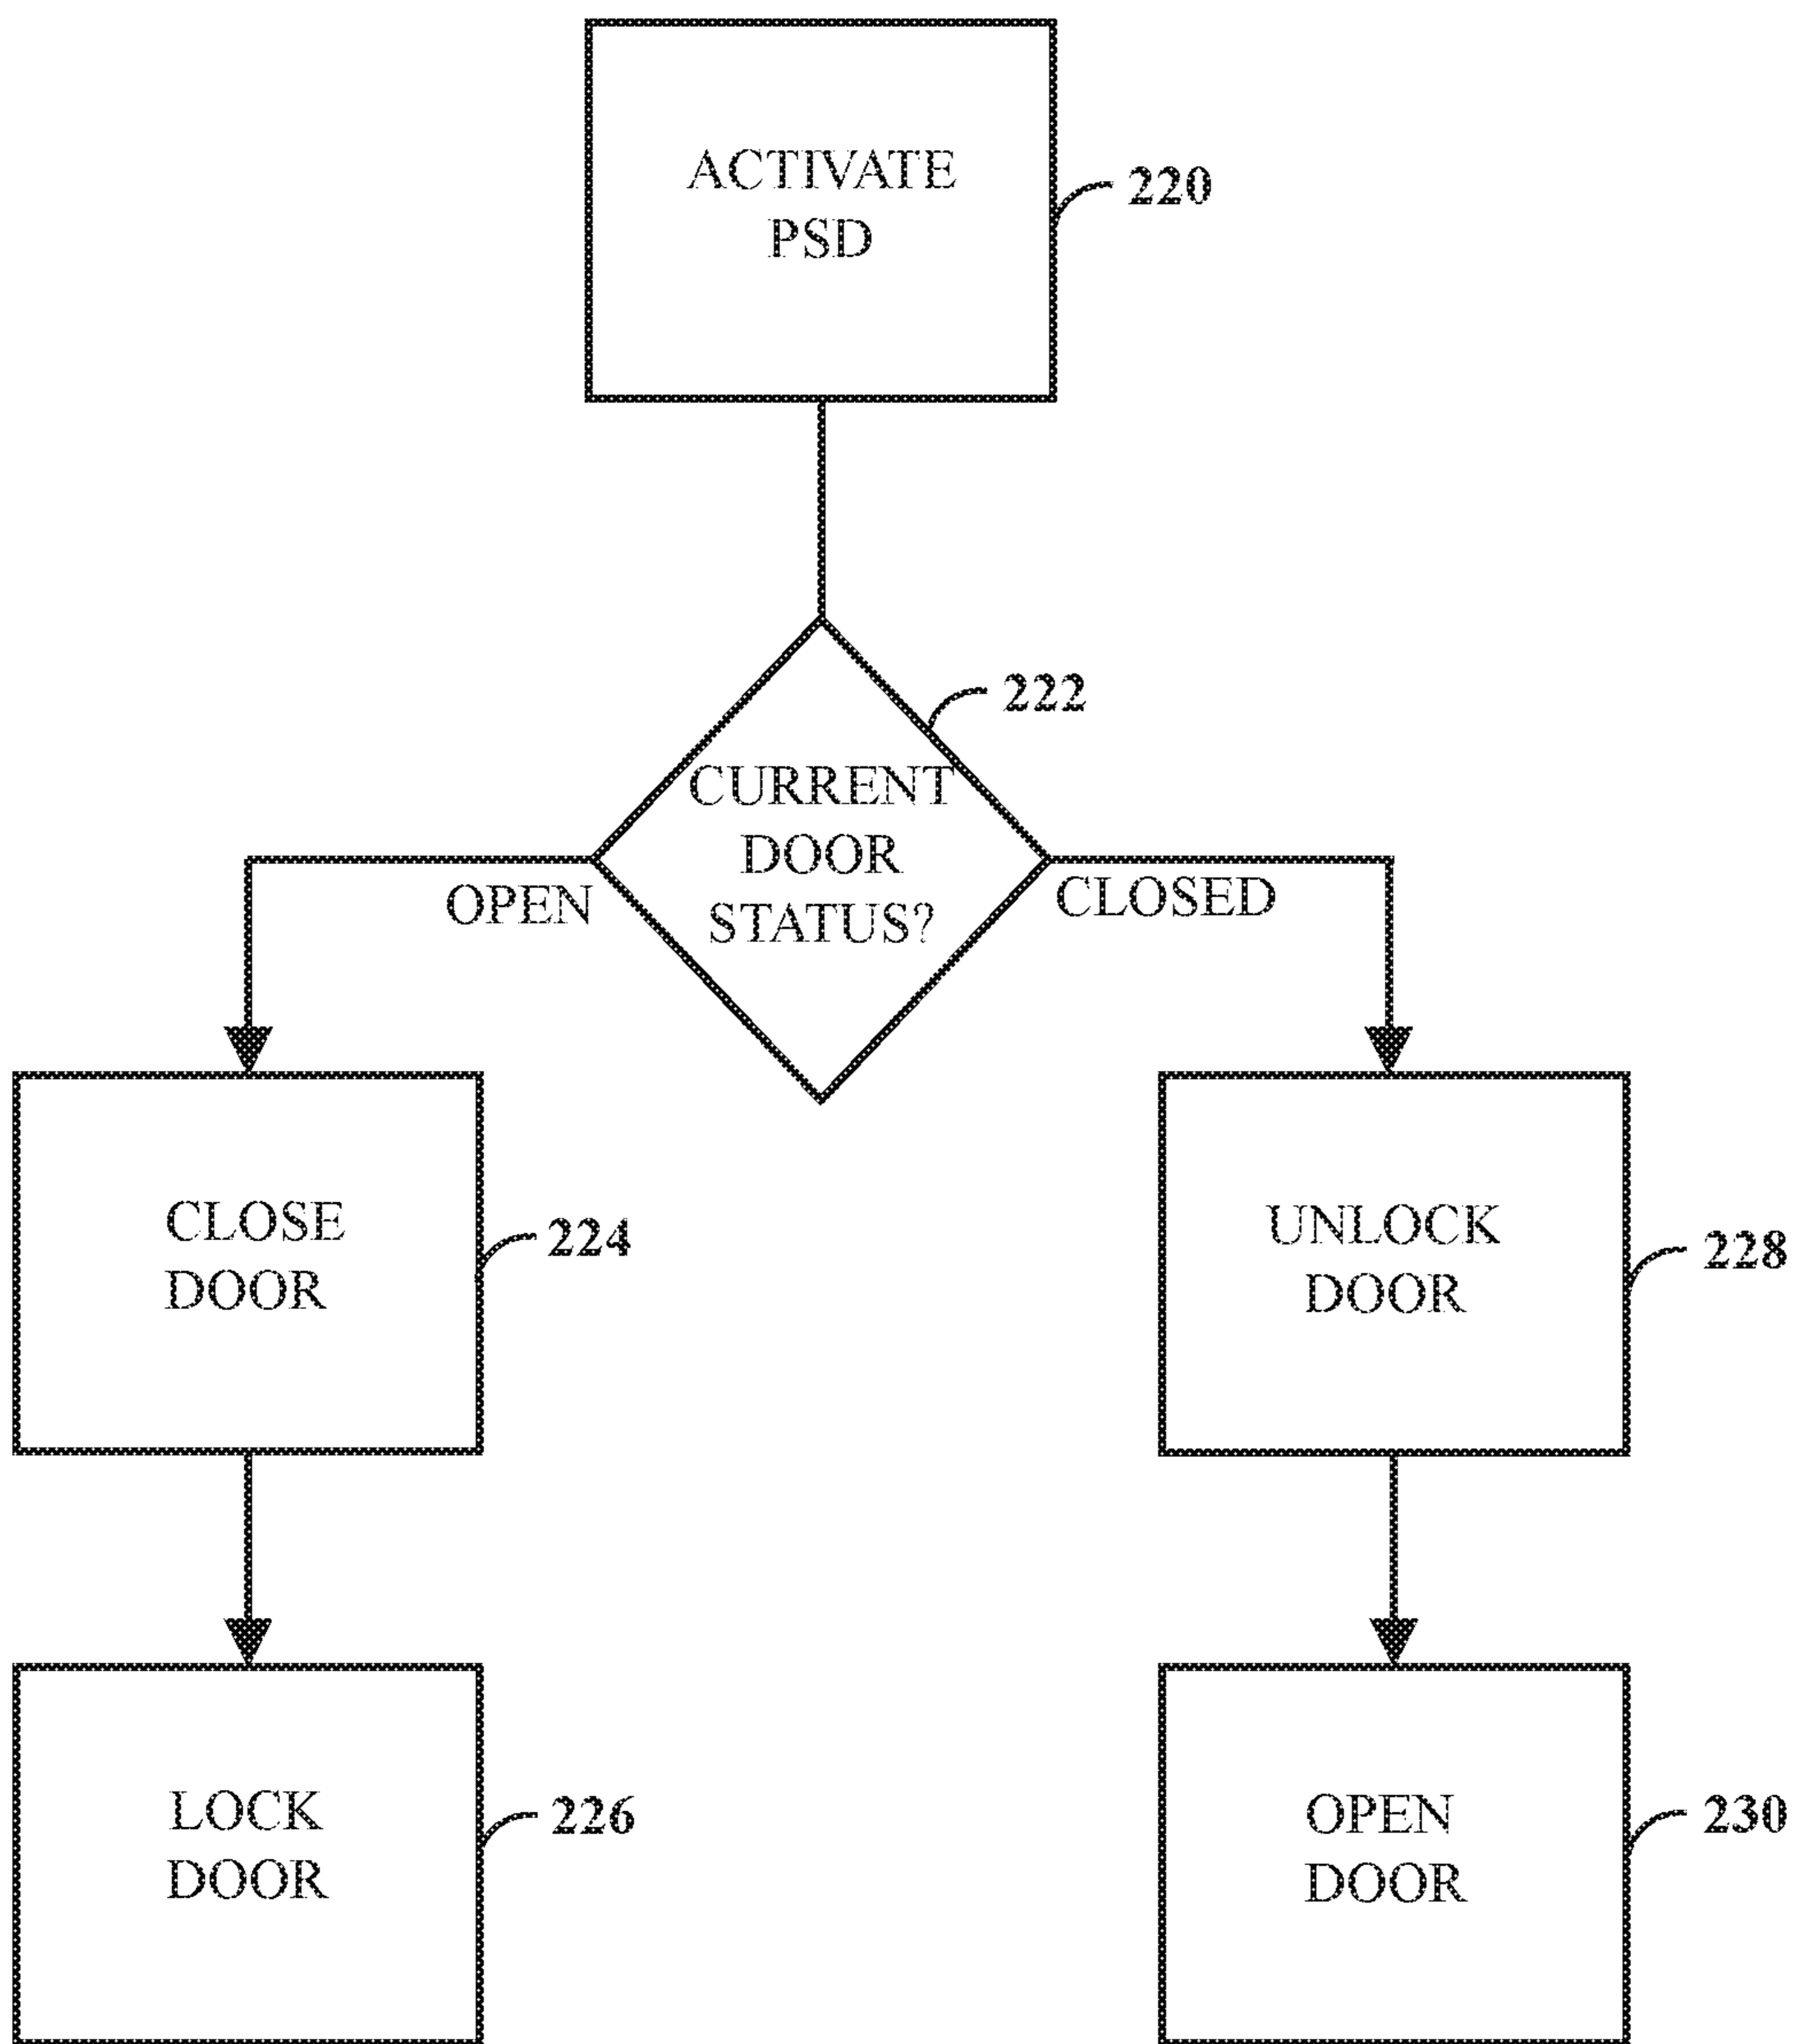 ACTIVATE
PSD
220
222
CURRENT
DOOR
STATUS?
OPEN
CLOSED
CLOSE
DOOR
224
UNLOCK
DOOR
228
LOCK
DOOR
226
OPEN
DOOR
230